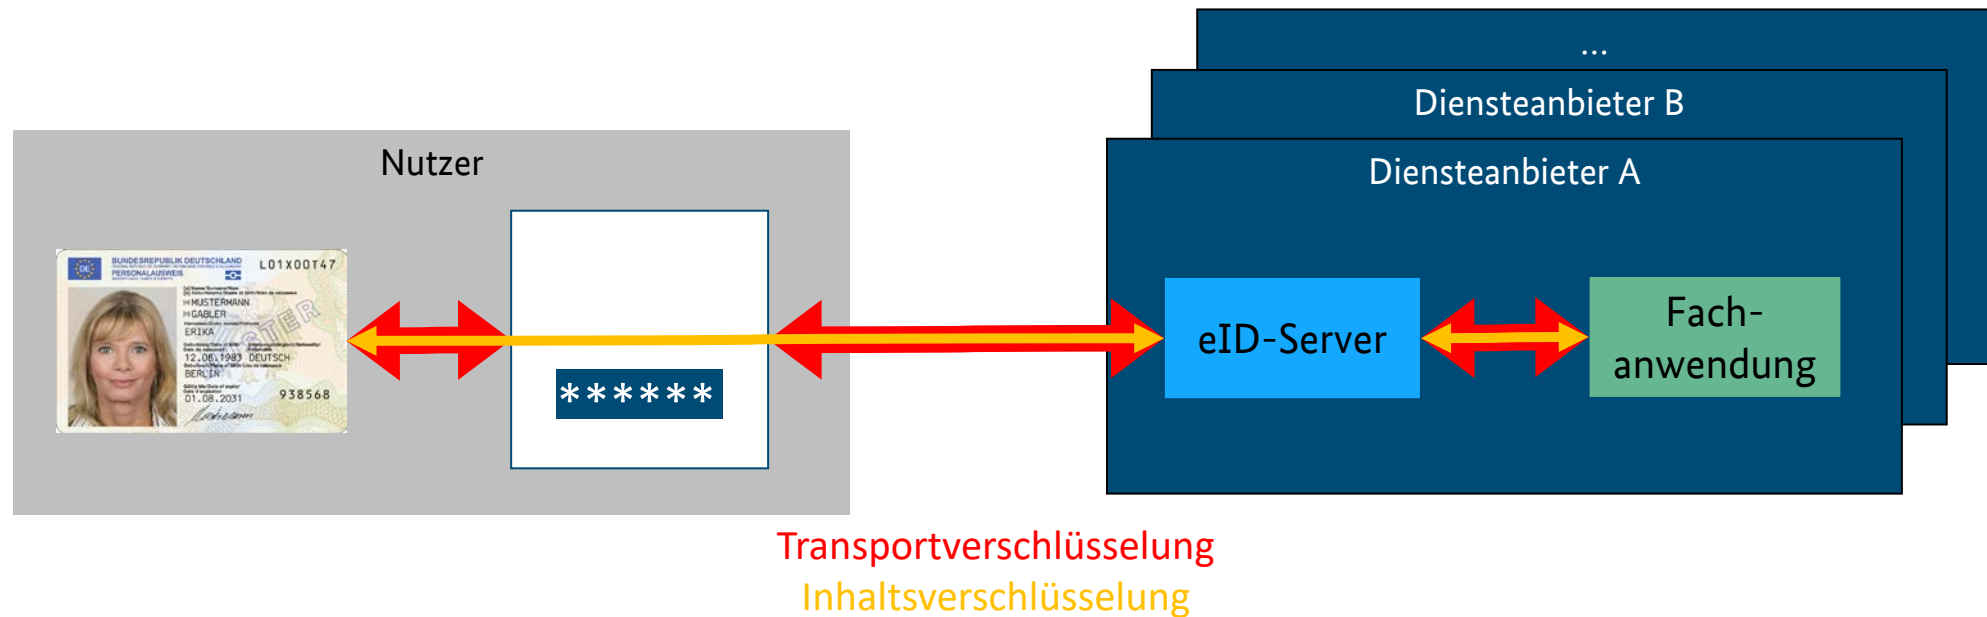 ...
Diensteanbieter B
Diensteanbieter A
Nutzer
DE
BUNDESREPUBLIK DEUTSCHLAND
PERSONALAUSWEIS
L01X00T47
MUSTERMANN
GABLER
ERIKA
12.08.1983 DEUTSCH
BERLIN
01.08.2031
938568
******
eID-Server
Fach-
anwendung
Transportverschlüsselung
Inhaltsverschlüsselung